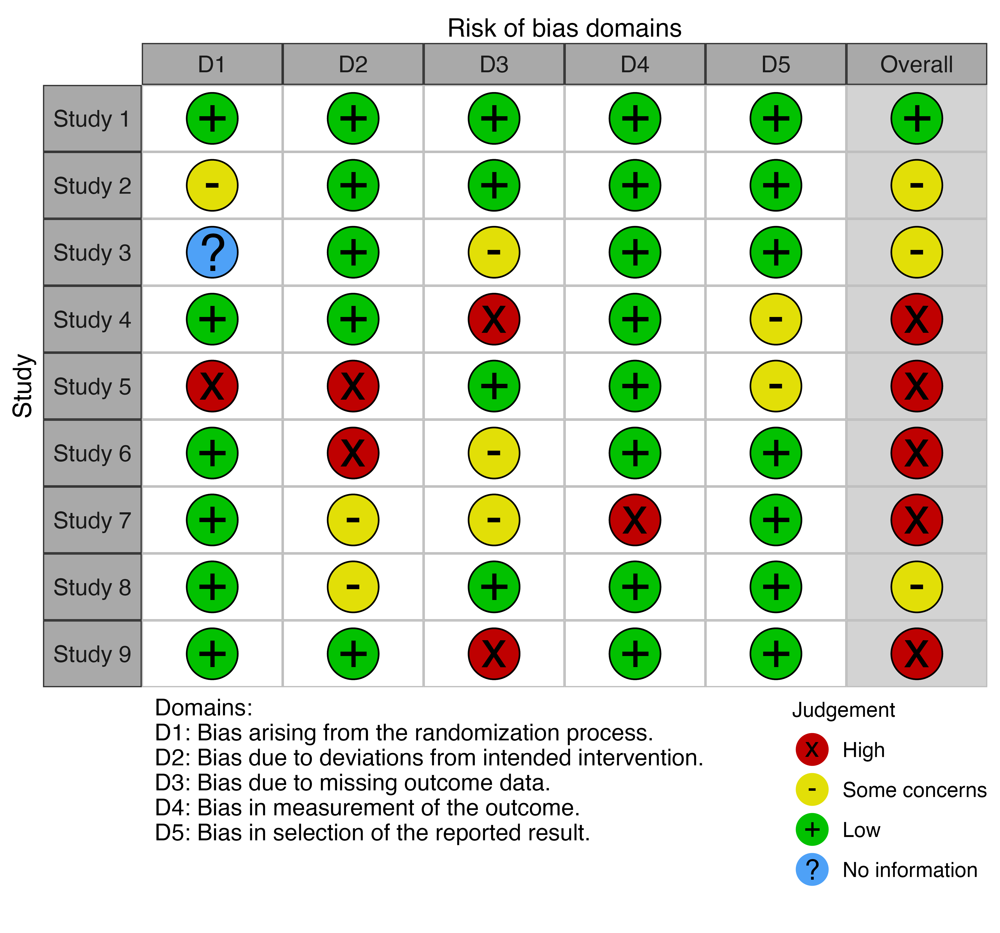 Risk of bias domains
D1 D2 D3 D4 D5 Overall
Study
Study 1 + + + + + +
Study 2 - + + + + -
Study 3 ? + - + + -
Study 4 + + X + - X
Study 5 X X + + - X
Study 6 + X - + + X
Study 7 + - - X + X
Study 8 + - + + + -
Study 9 + + X + + X
Domains:
D1: Bias arising from the randomization process.
D2: Bias due to deviations from intended intervention.
D3: Bias due to missing outcome data.
D4: Bias in measurement of the outcome.
D5: Bias in selection of the reported result.
Judgement
X High
- Some concerns
+ Low
? No information